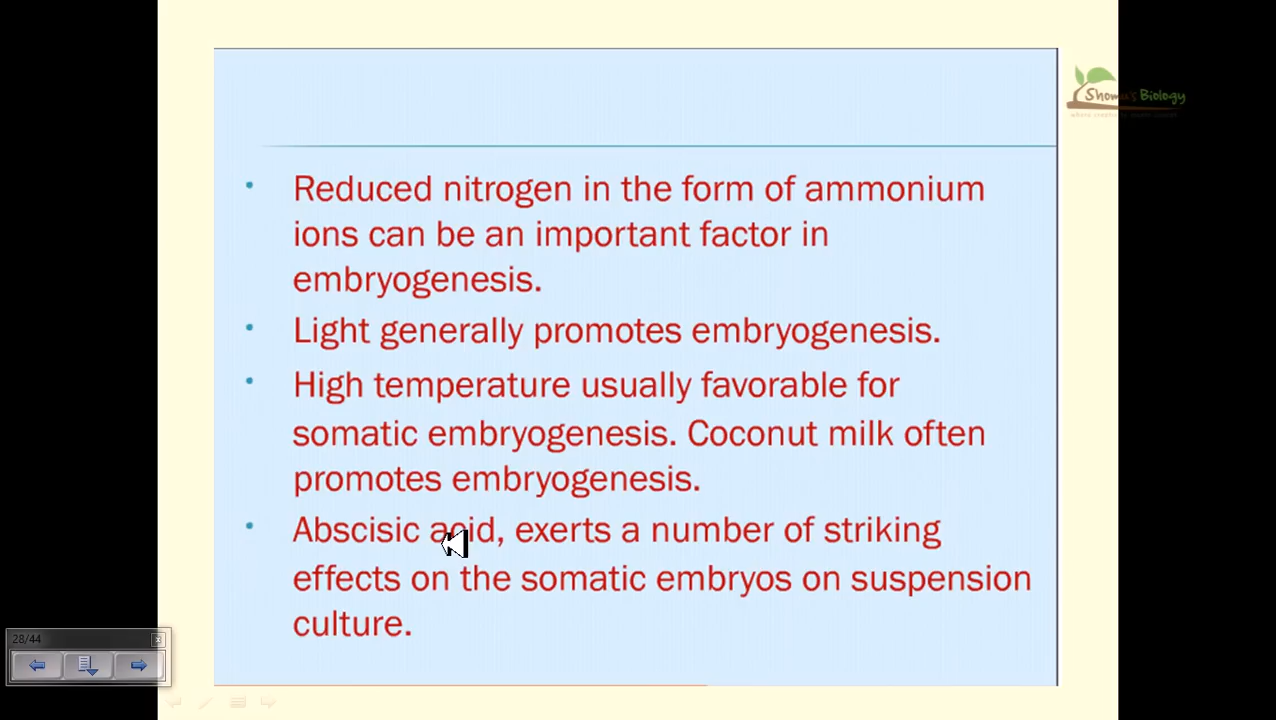 Shomu's Biology
Reduced nitrogen in the form of ammonium
ions can be an important factor in
embryogenesis.
Light generally promotes embryogenesis.
High temperature usually favorable for
somatic embryogenesis. Coconut milk often
promotes embryogenesis.
Abscisic acid, exerts a number of striking
effects on the somatic embryos on suspension
culture.
28/44